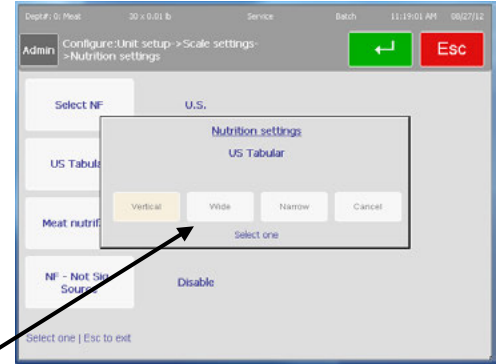 Dept#: 0: Meat 30 x 0.01 lb Service Batch 11:19:01 AM 08/27/12
Admin Configure:Unit setup->Scale settings-
>Nutrition settings
Esc
Select NF U.S.
Nutrition settings
US Tabular
US Tabula
Vertical Wide Narrow Cancel
Meat nutrif.
Select one
NF - Not Sig
Source
Disable
Select one | Esc to exit